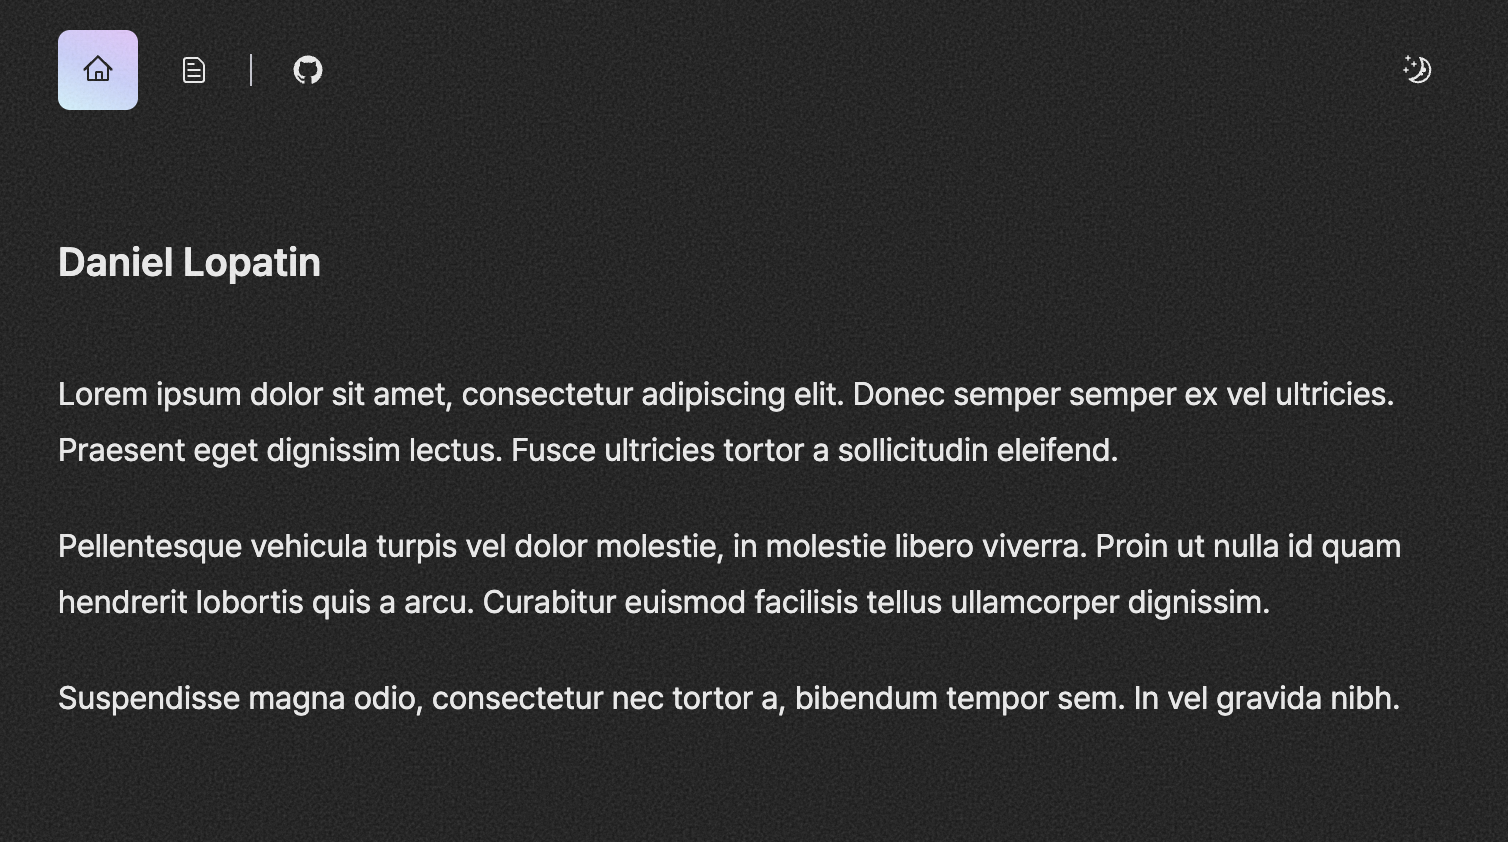 Daniel Lopatin
Lorem ipsum dolor sit amet, consectetur adipiscing elit. Donec semper semper ex vel ultricies.
Praesent eget dignissim lectus. Fusce ultricies tortor a sollicitudin eleifend.
Pellentesque vehicula turpis vel dolor molestie, in molestie libero viverra. Proin ut nulla id quam
hendrerit lobortis quis a arcu. Curabitur euismod facilisis tellus ullamcorper dignissim.
Suspendisse magna odio, consectetur nec tortor a, bibendum tempor sem. In vel gravida nibh.